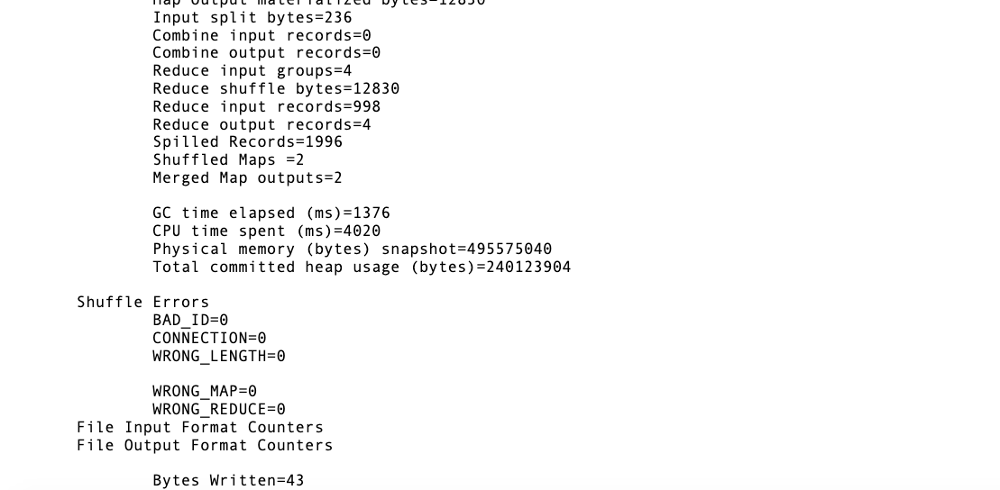 Map output materialized bytes=12830
Input split bytes=236
Combine input records=0
Combine output records=0
Reduce input groups=4
Reduce shuffle bytes=12830
Reduce input records=998
Reduce output records=4
Spilled Records=1996
Shuffled Maps =2
Merged Map outputs=2
GC time elapsed (ms)=1376
CPU time spent (ms)=4020
Physical memory (bytes) snapshot=495575040
Total committed heap usage (bytes)=240123904
Shuffle Errors
BAD_ID=0
CONNECTION=0
WRONG_LENGTH=0
WRONG_MAP=0
WRONG_REDUCE=0
File Input Format Counters
File Output Format Counters
Bytes Written=43